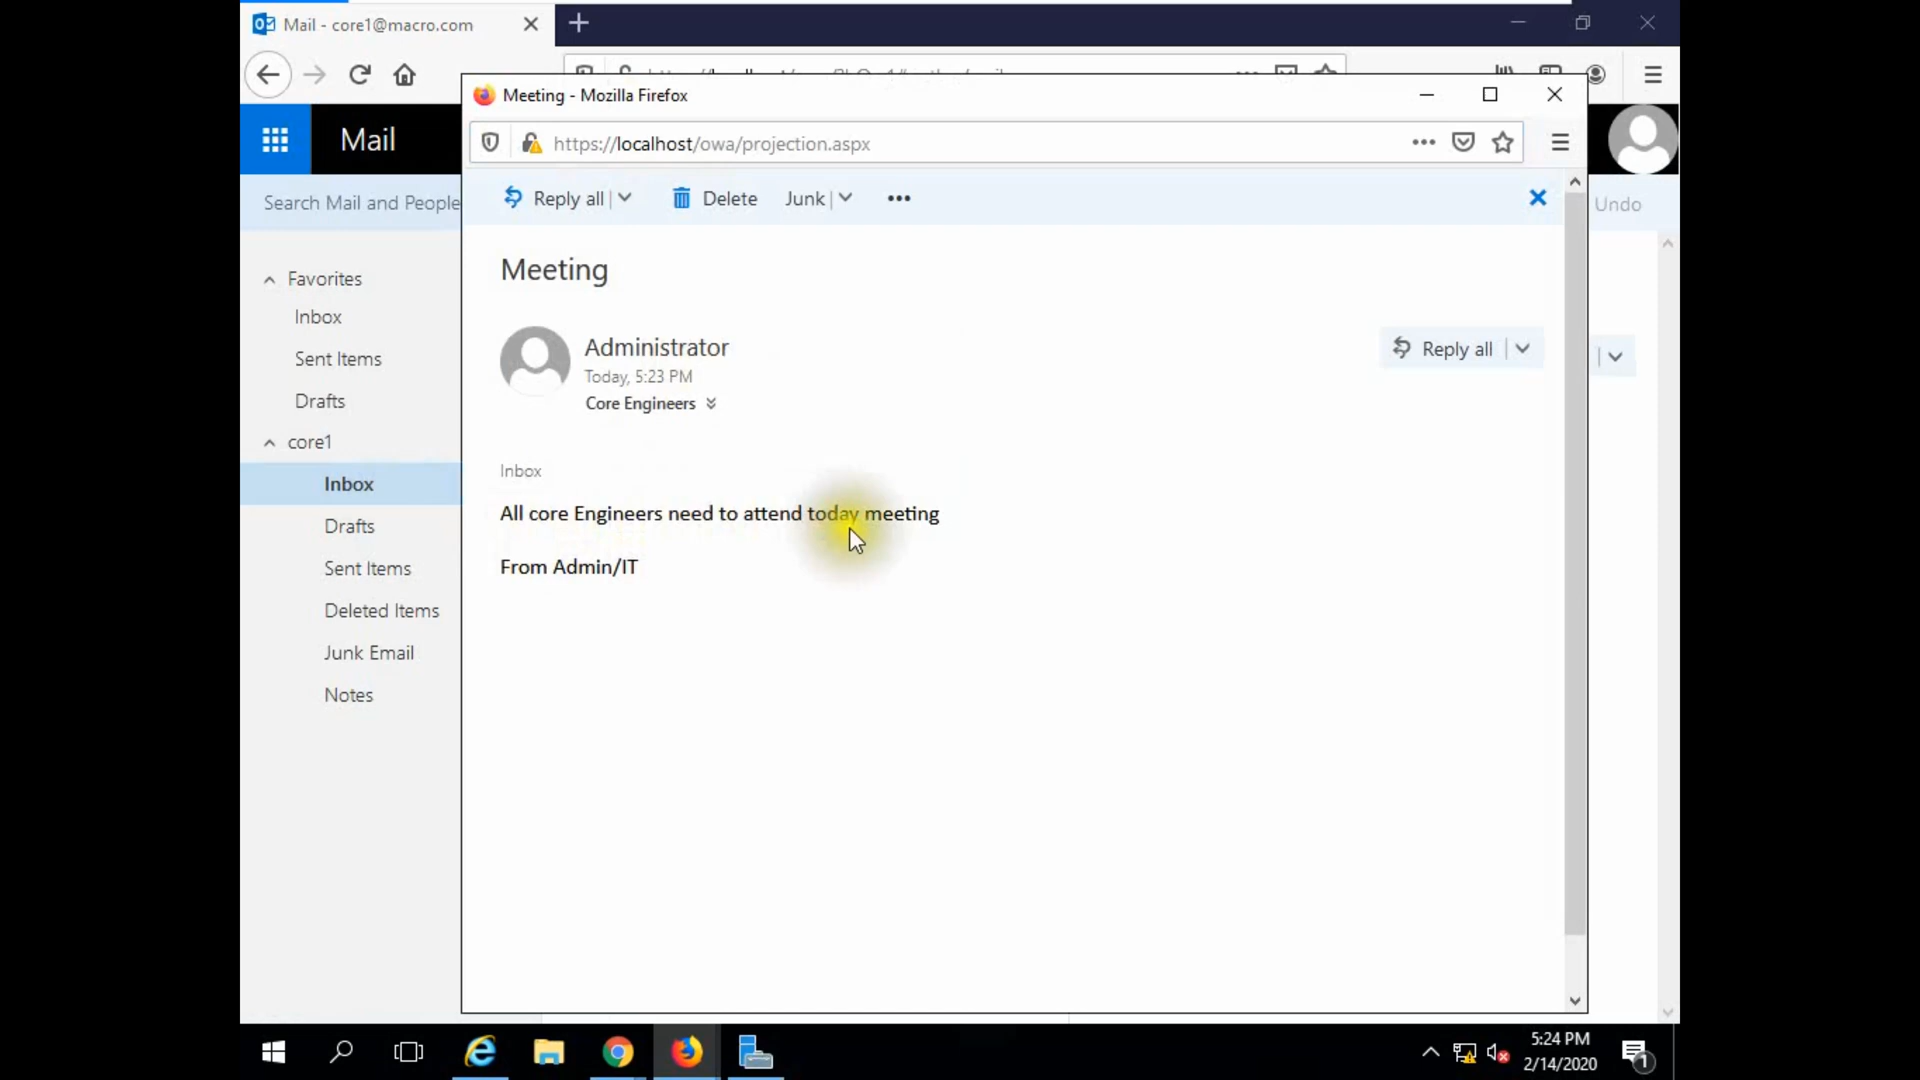 Mail - core1@macro.com
Meeting - Mozilla Firefox
https://localhost/owa/projection.aspx
Mail
Search Mail and People
Reply all
Delete
Junk
Undo
Meeting
Favorites
Inbox
Sent Items
Drafts
core1
Inbox
Drafts
Sent Items
Deleted Items
Junk Email
Notes
Administrator
Today, 5:23 PM
Core Engineers
Reply all
Inbox
All core Engineers need to attend today meeting
From Admin/IT
5:24 PM
2/14/2020
1